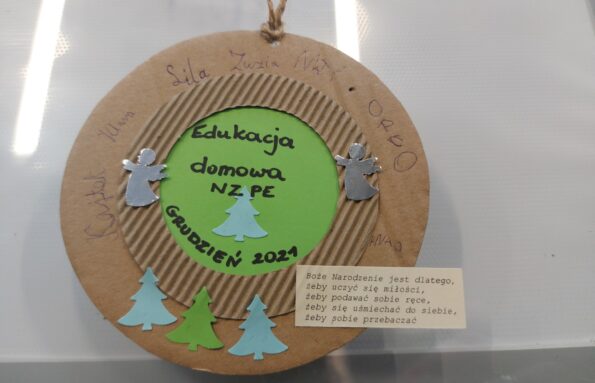 Lila Zuzia
Edukacja
domowa
NZPE
GRUDZIEŃ 2021
Boże Narodzenie jest dlatego,
żeby uczyć się miłości,
żeby podawać sobie ręce,
żeby się uśmiechać do siebie,
żeby sobie przebaczać